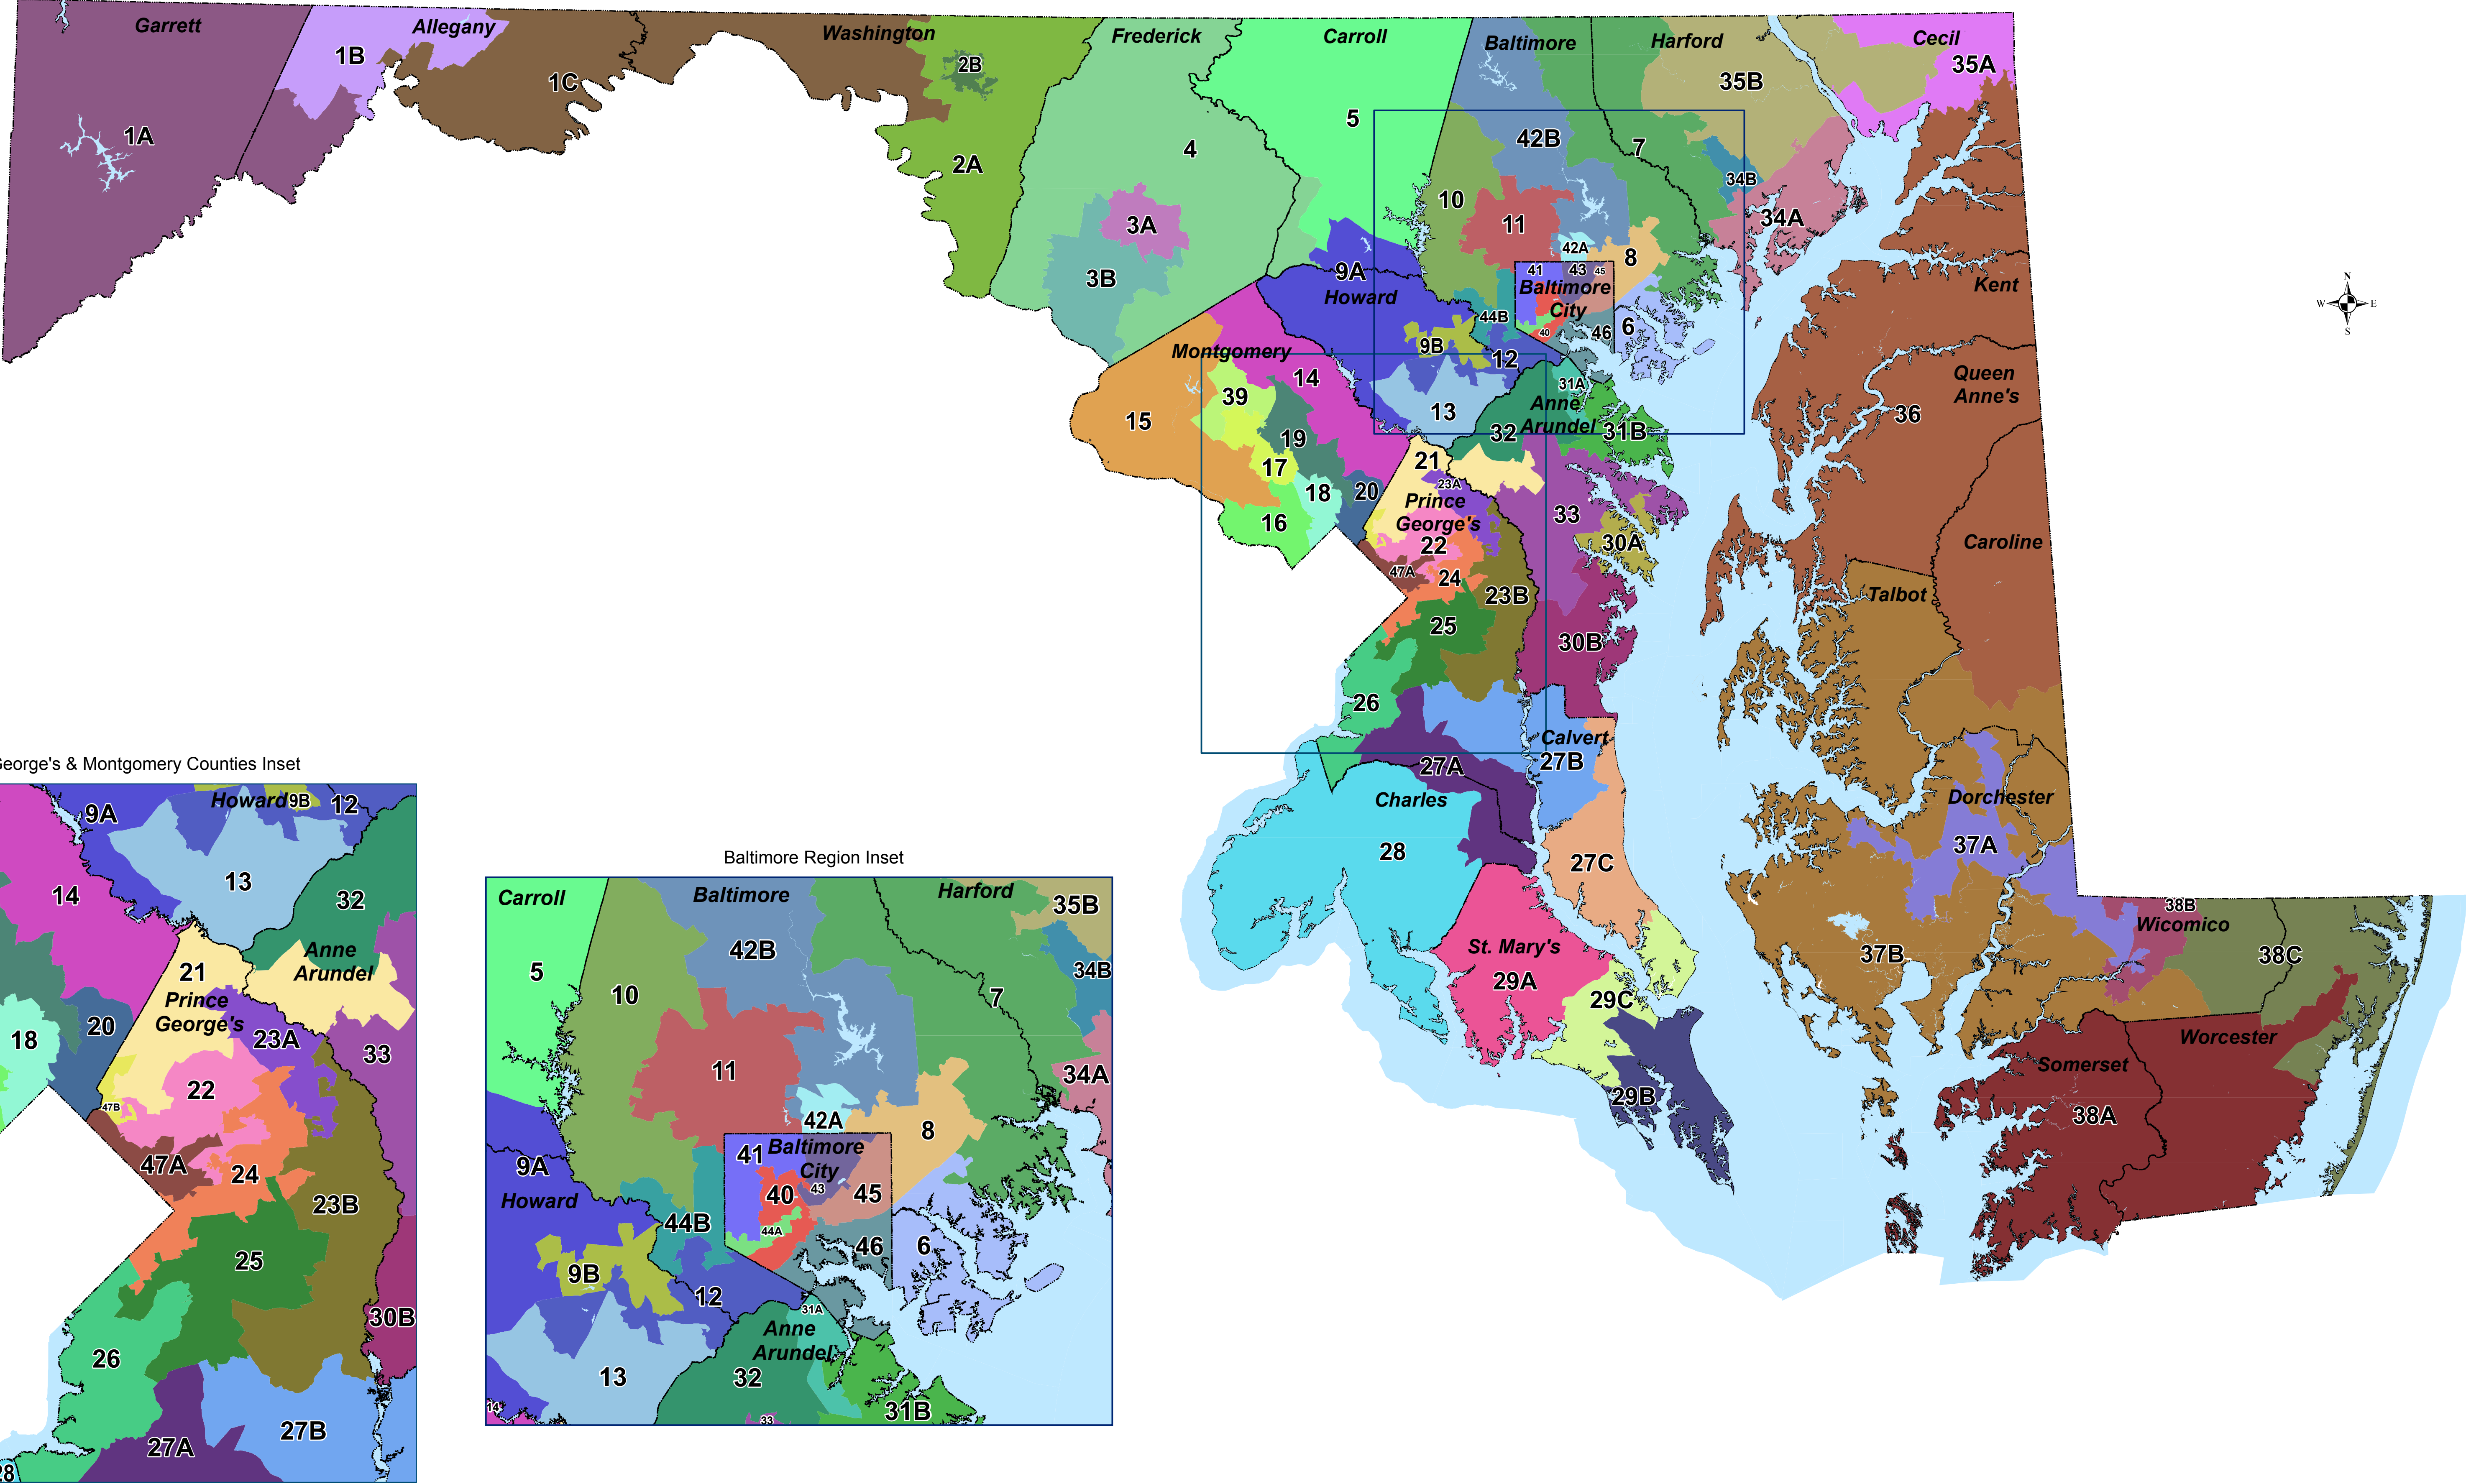 Garrett
Allegany
Washington
Frederick
Carroll
Baltimore
Harford
Cecil
1B
1C
2B
35B
35A
1A
5
42B
7
4
2A
34B
10
3A
11
34A
42A
8
3B
9A
41
43
45
Howard
Baltimore
City
Kent
N
W
E
S
44B
46
6
40
9B
12
Montgomery
14
31A
Queen
Anne's
39
13
Anne
Arundel
36
15
19
32
31B
21
17
18
20
23A
Prince
George's
33
16
22
30A
Caroline
47A
24
23B
Talbot
25
30B
26
Calvert
27B
27A
Charles
Dorchester
28
27C
37A
38B
Wicomico
St. Mary's
37B
38C
29A
29C
Worcester
Somerset
29B
38A
George's & Montgomery Counties Inset
9A
Howard
9B
12
14
13
32
Anne
Arundel
21
Prince
George's
18
20
23A
33
22
47B
47A
24
23B
25
30B
26
27B
27A
28
Baltimore Region Inset
Carroll
Baltimore
Harford
35B
5
42B
34B
10
7
11
34A
42A
8
41
Baltimore
City
9A
Howard
40
43
45
44B
44A
46
6
9B
12
31A
Anne
Arundel
13
32
14
33
31B